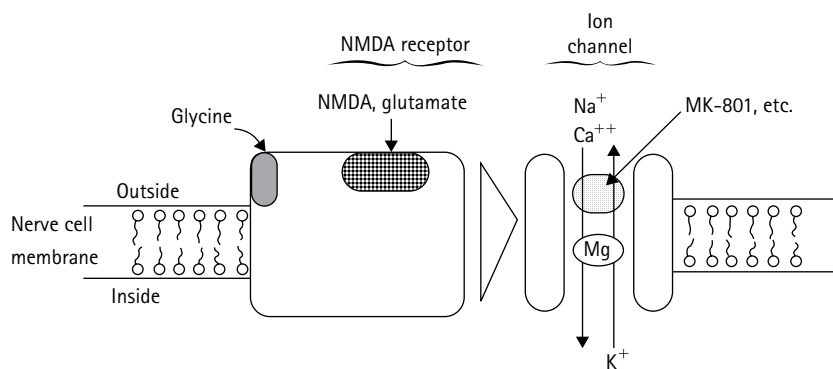 NMDA receptor
Ion
channel
NMDA, glutamate
Glycine
Na⁺
Ca⁺⁺
MK-801, etc.
Outside
Nerve cell
membrane
Mg
Inside
K⁺